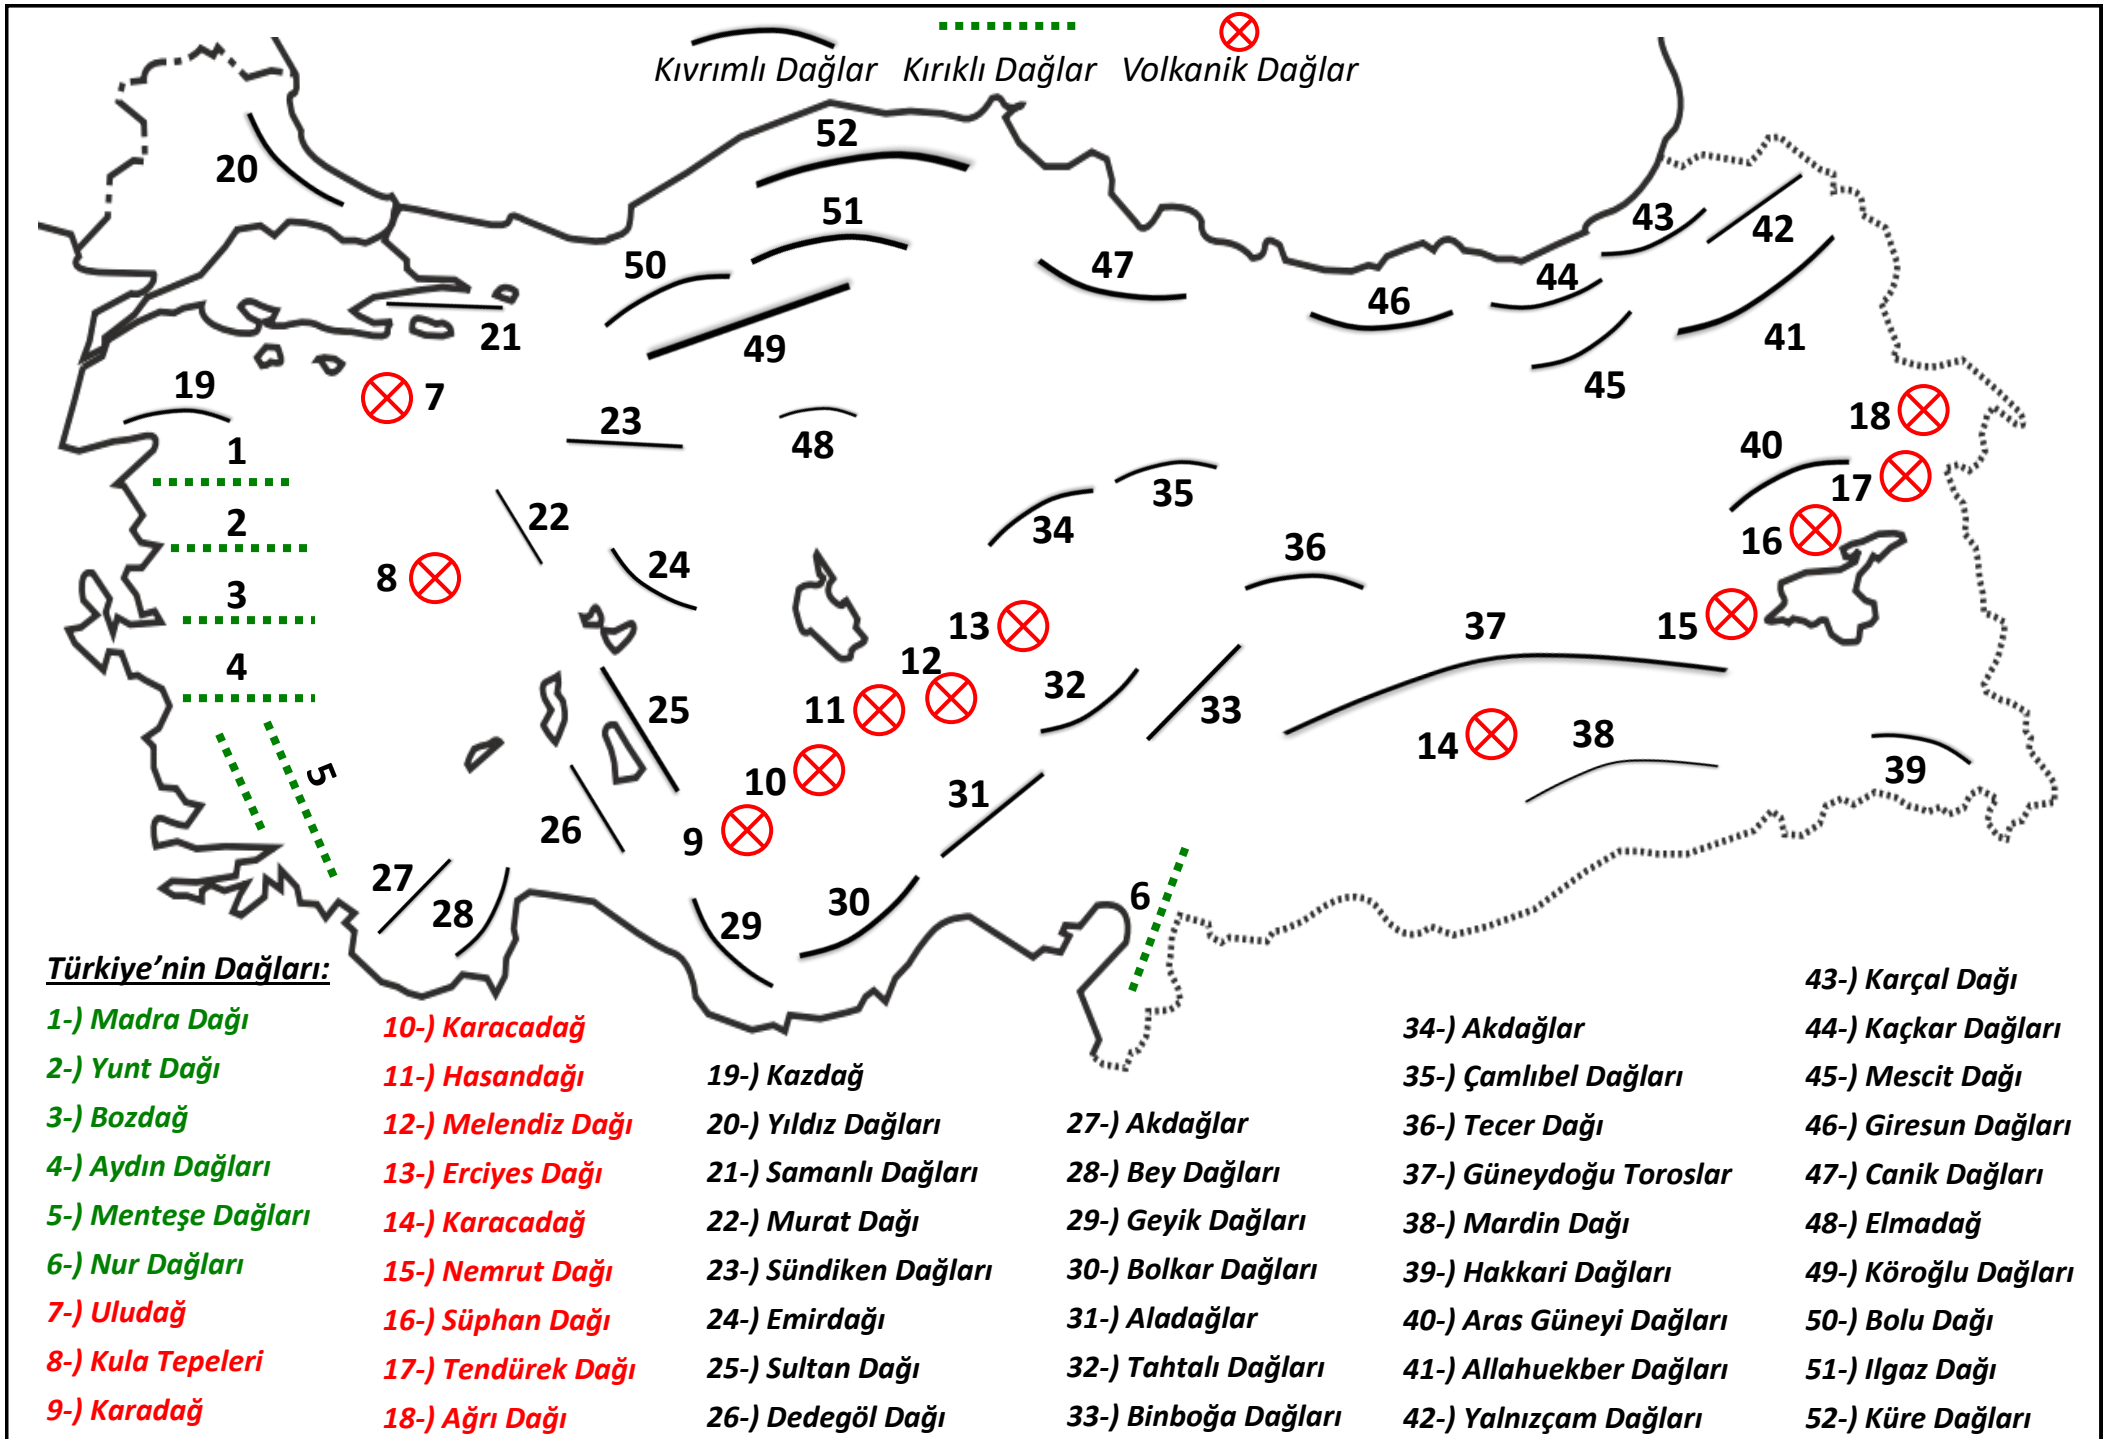 Kıvrımlı Dağlar Kırıklı Dağlar Volkanik Dağlar
52
20
51
43
42
50
47
44
46
21
49
41
19
7
45
23
48
18
1
40
35
17
2
22
34
16
24
36
8
3
13
37
15
4
12
32
11
25
33
14
38
5
10
31
39
26
9
27
6
28
30
29
Türkiye'nin Dağları:
1-) Madra Dağı
2-) Yunt Dağı
3-) Bozdağ
4-) Aydın Dağları
5-) Menteşe Dağları
6-) Nur Dağları
7-) Uludağ
8-) Kula Tepeleri
9-) Karadağ
10-) Karacadağ
11-) Hasandağı
12-) Melendiz Dağı
13-) Erciyes Dağı
14-) Karacadağ
15-) Nemrut Dağı
16-) Süphan Dağı
17-) Tendürek Dağı
18-) Ağrı Dağı
19-) Kazdağ
20-) Yıldız Dağları
21-) Samanlı Dağları
22-) Murat Dağı
23-) Sündiken Dağları
24-) Emirdağı
25-) Sultan Dağı
26-) Dedegöl Dağı
27-) Akdağlar
28-) Bey Dağları
29-) Geyik Dağları
30-) Bolkar Dağları
31-) Aladağlar
32-) Tahtalı Dağları
33-) Binboğa Dağları
34-) Akdağlar
35-) Çamlıbel Dağları
36-) Tecer Dağı
37-) Güneydoğu Toroslar
38-) Mardin Dağı
39-) Hakkari Dağları
40-) Aras Güneyi Dağları
41-) Allahuekber Dağları
42-) Yalnızçam Dağları
43-) Karçal Dağı
44-) Kaçkar Dağları
45-) Mescit Dağı
46-) Giresun Dağları
47-) Canik Dağları
48-) Elmadağ
49-) Köroğlu Dağları
50-) Bolu Dağı
51-) Ilgaz Dağı
52-) Küre Dağları